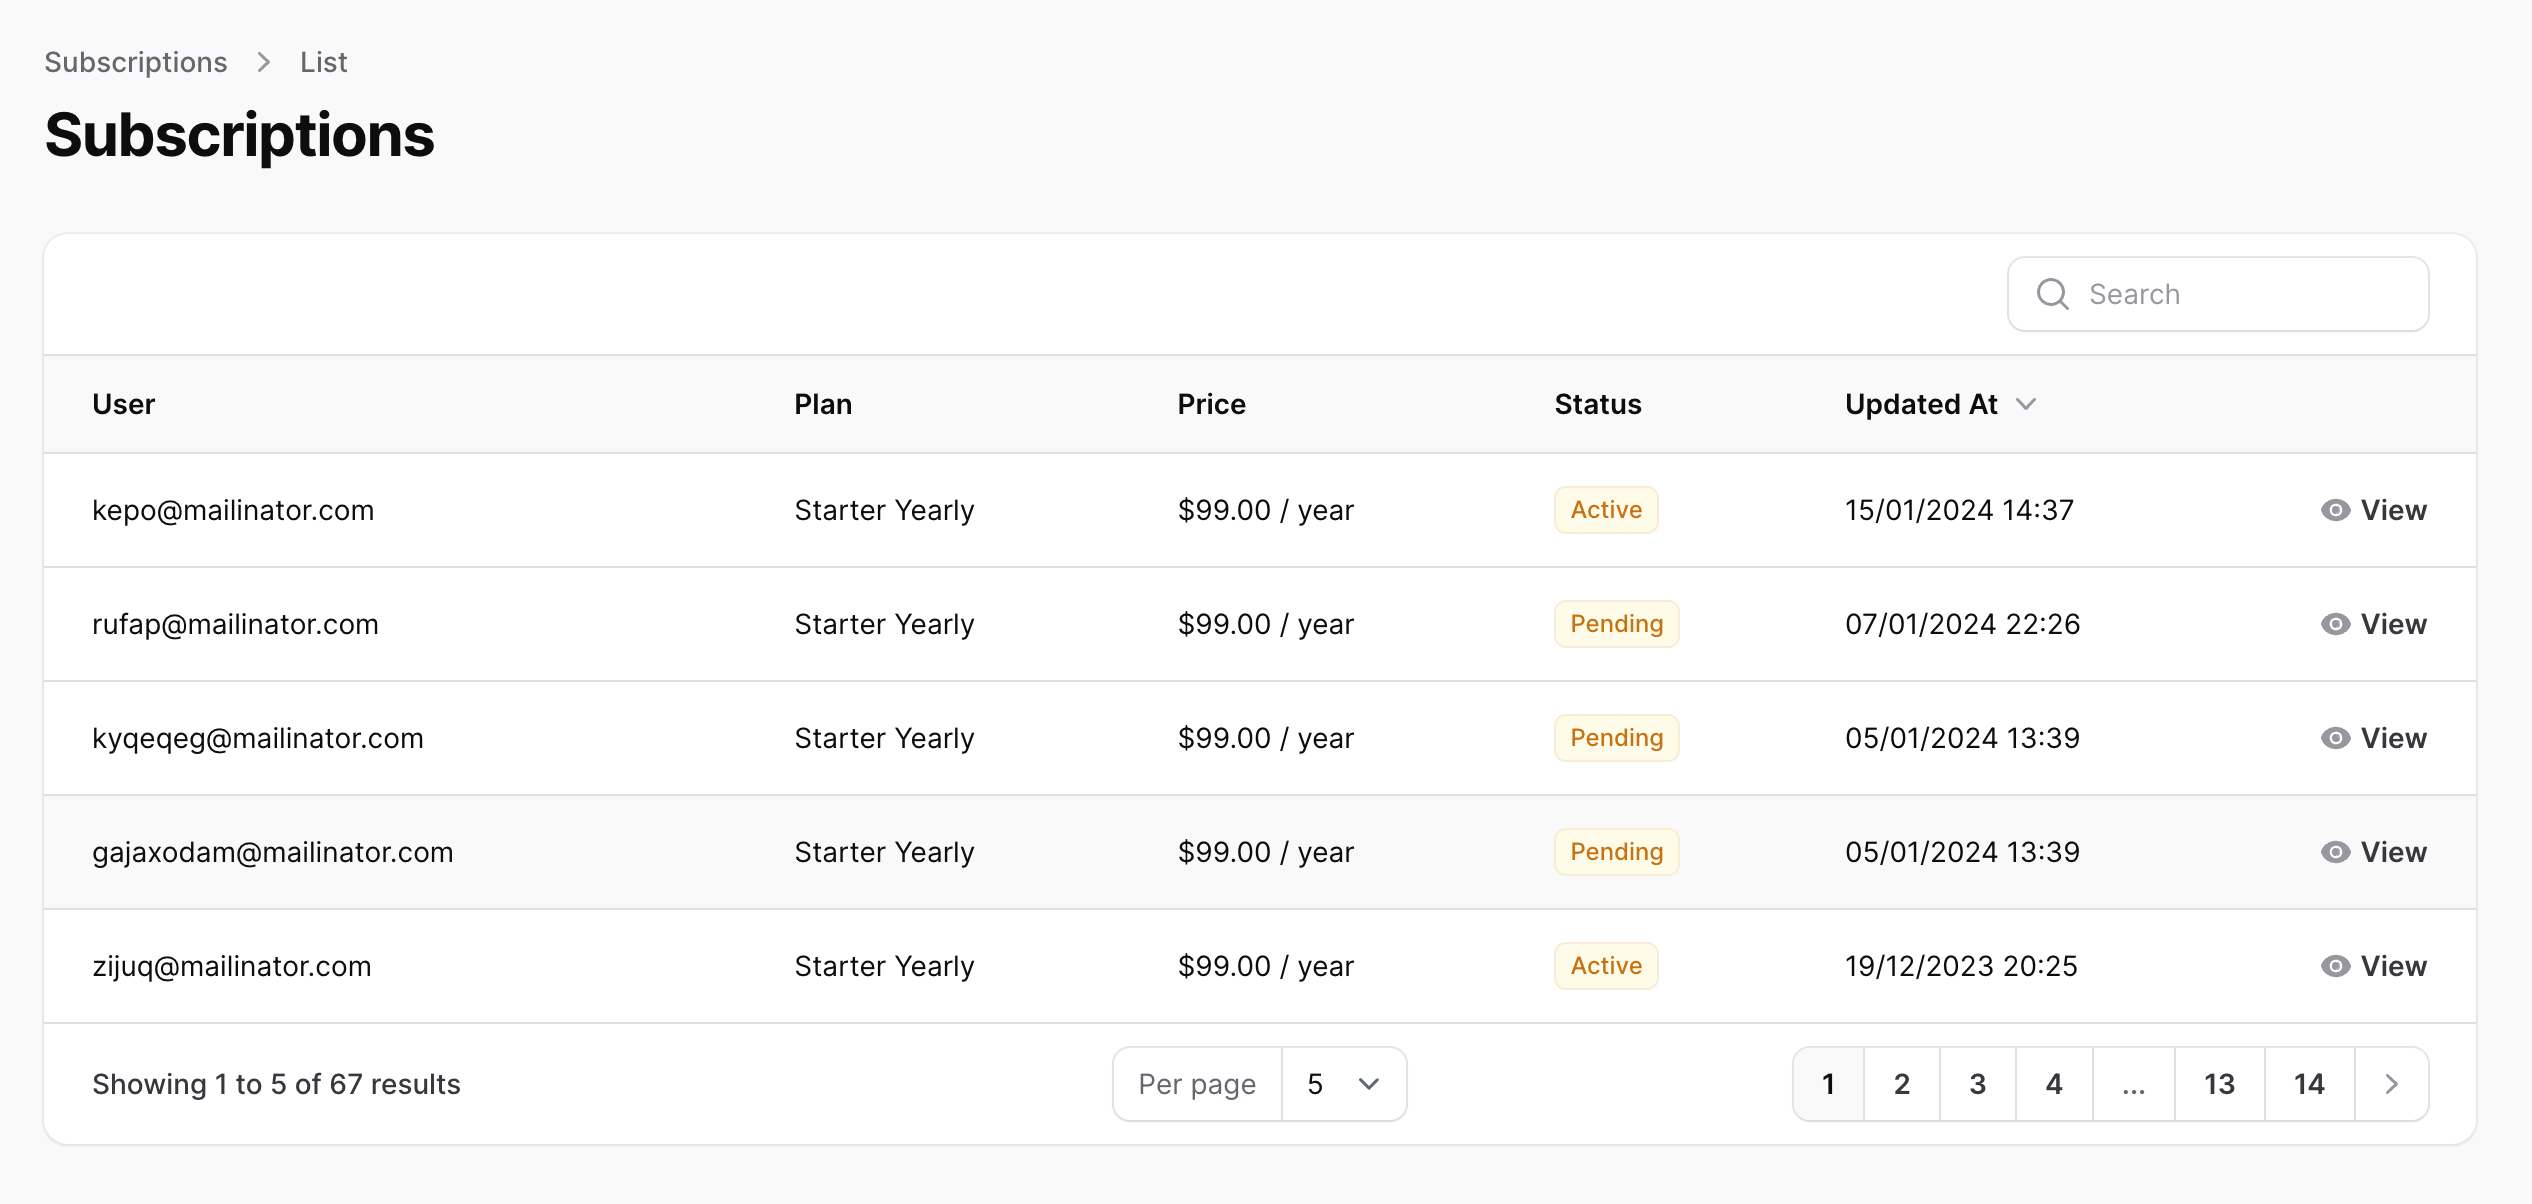 Subscriptions > List
Subscriptions
Search
User Plan Price Status Updated At
kepo@mailinator.com Starter Yearly $99.00 / year Active 15/01/2024 14:37 View
rufap@mailinator.com Starter Yearly $99.00 / year Pending 07/01/2024 22:26 View
kyqeqeg@mailinator.com Starter Yearly $99.00 / year Pending 05/01/2024 13:39 View
gajaxodam@mailinator.com Starter Yearly $99.00 / year Pending 05/01/2024 13:39 View
zijuq@mailinator.com Starter Yearly $99.00 / year Active 19/12/2023 20:25 View
Showing 1 to 5 of 67 results Per page 5 1 2 3 4 ... 13 14